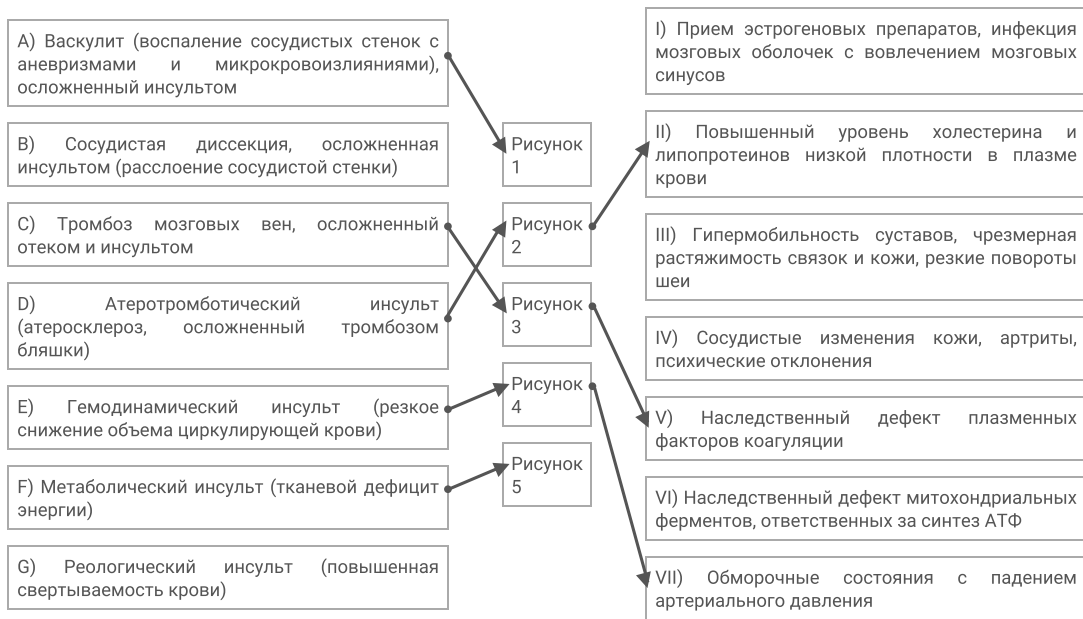 A) Васкулит (воспаление сосудистых стенок с
аневризмами и микрокровоизлияниями),
осложненный инсультом
B) Сосудистая диссекция, осложненная
инсультом (расслоение сосудистой стенки)
C) Тромбоз мозговых вен, осложненный
отеком и инсультом
D) Атеротромботический инсульт
(атеросклероз, осложненный тромбозом
бляшки)
E) Гемодинамический инсульт (резкое
снижение объема циркулирующей крови)
F) Метаболический инсульт (тканевой дефицит
энергии)
G) Реологический инсульт (повышенная
свертываемость крови)
Рисунок
1
Рисунок
2
Рисунок
3
Рисунок
4
Рисунок
5
I) Прием эстрогеновых препаратов, инфекция
мозговых оболочек с вовлечением мозговых
синусов
II) Повышенный уровень холестерина и
липопротеинов низкой плотности в плазме
крови
III) Гипермобильность суставов, чрезмерная
растяжимость связок и кожи, резкие повороты
шеи
IV) Сосудистые изменения кожи, артриты,
психические отклонения
V) Наследственный дефект плазменных
факторов коагуляции
VI) Наследственный дефект митохондриальных
ферментов, ответственных за синтез АТФ
VII) Обморочные состояния с падением
артериального давления